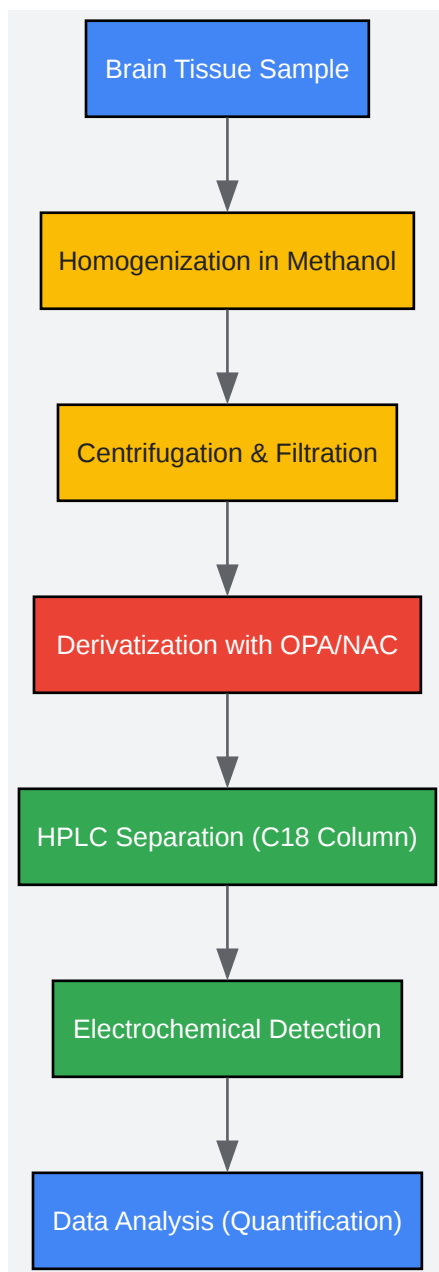 Brain Tissue Sample
Homogenization in Methanol
Centrifugation & Filtration
Derivatization with OPA/NAC
HPLC Separation (C18 Column)
Electrochemical Detection
Data Analysis (Quantification)